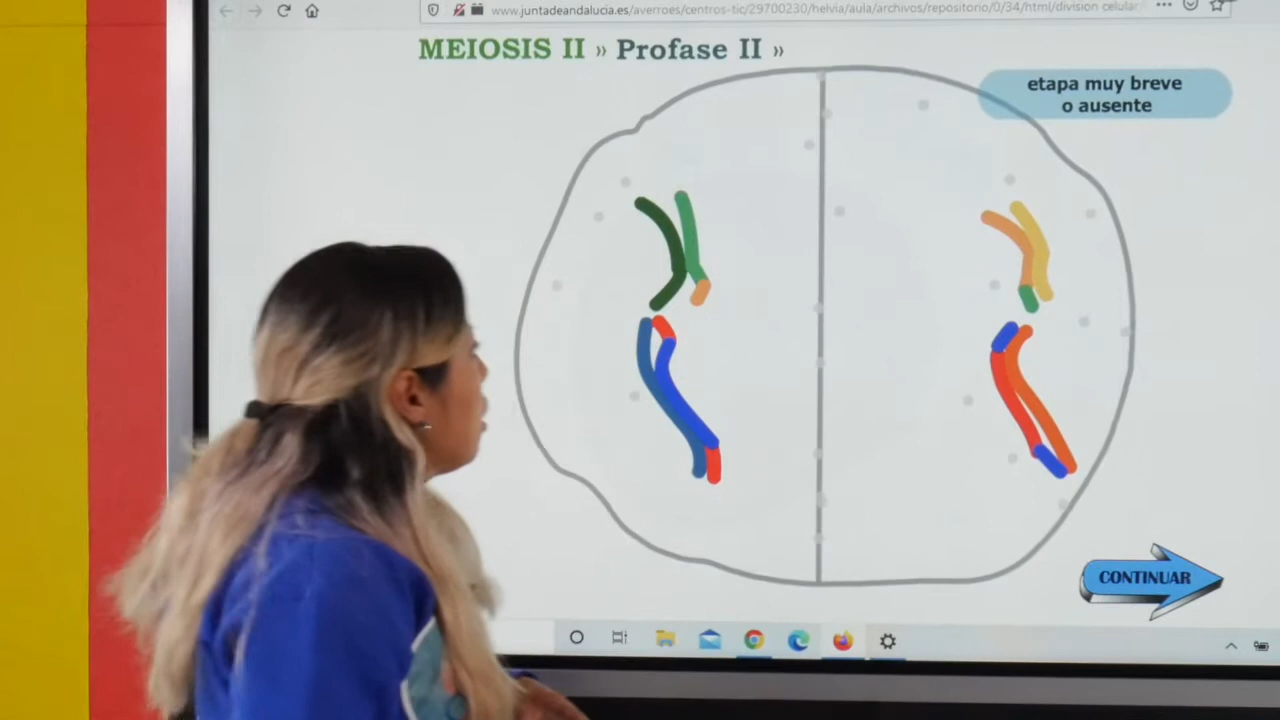 www.juntadeandalucia.es/averroes/centros-tic/29700230/helvia/aula/archivos/repositorio/0/34/html/division celular/
MEIOSIS II » Profase II »
etapa muy breve
o ausente
CONTINUAR